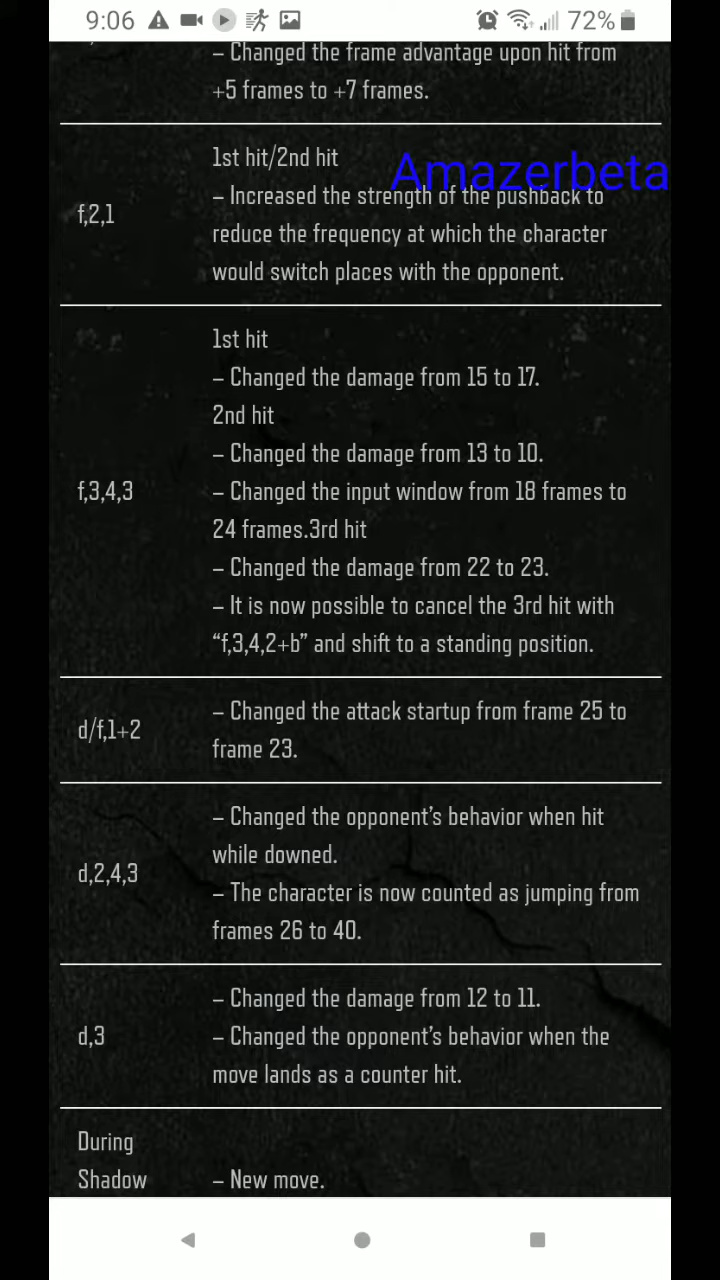 9:06
72%
– Changed the frame advantage upon hit from
+5 frames to +7 frames.
Amazerbeta
f,2,1
1st hit/2nd hit
– Increased the strength of the pushback to
reduce the frequency at which the character
would switch places with the opponent.
f,3,4,3
1st hit
– Changed the damage from 15 to 17.
2nd hit
– Changed the damage from 13 to 10.
– Changed the input window from 18 frames to
24 frames.3rd hit
– Changed the damage from 22 to 23.
– It is now possible to cancel the 3rd hit with
“f,3,4,2+b” and shift to a standing position.
d/f,1+2
– Changed the attack startup from frame 25 to
frame 23.
d,2,4,3
– Changed the opponent’s behavior when hit
while downed.
– The character is now counted as jumping from
frames 26 to 40.
d,3
– Changed the damage from 12 to 11.
– Changed the opponent’s behavior when the
move lands as a counter hit.
During
Shadow
– New move.